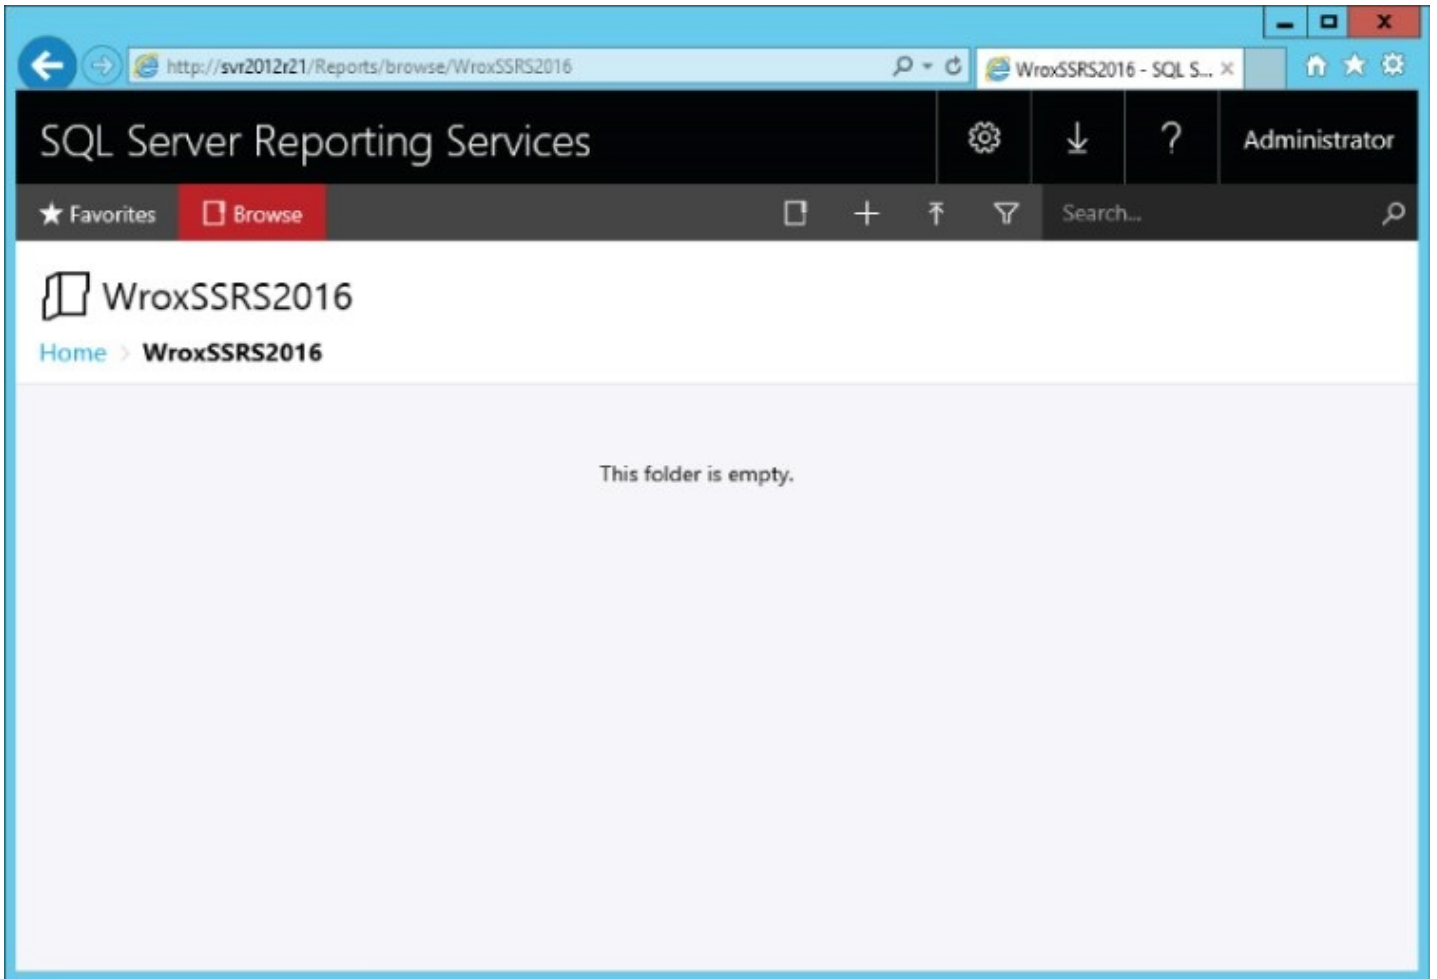 http://svr2012r21/Reports/browse/WroxSSRS2016
WroxSSRS2016 - SQL S...
SQL Server Reporting Services
?
Administrator
Favorites
Browse
Search...
WroxSSRS2016
Home > WroxSSRS2016
This folder is empty.